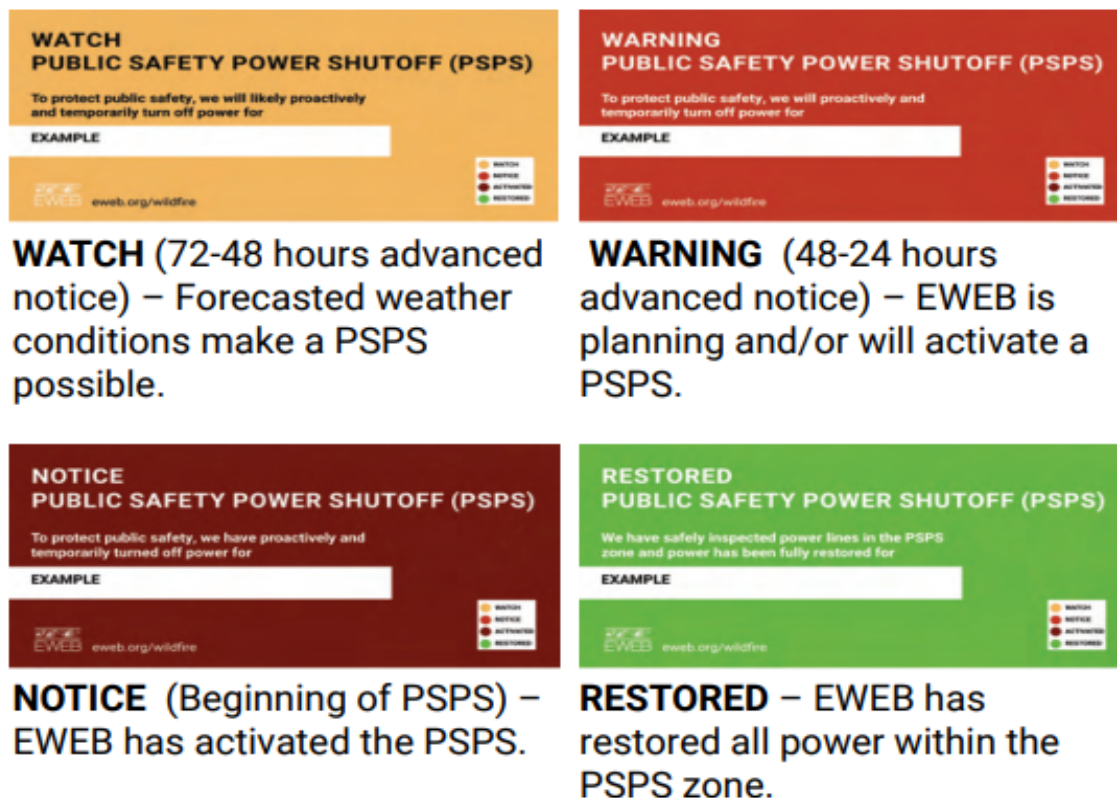 WATCH
PUBLIC SAFETY POWER SHUTOFF (PSPS)
To protect public safety, we will likely proactively
and temporarily turn off power for
EXAMPLE
WATCH
NOTICE
ACTIVATED
RESTORED
EWEB eweb.org/wildfire
WATCH (72-48 hours advanced
notice) – Forecasted weather
conditions make a PSPS
possible.
WARNING
PUBLIC SAFETY POWER SHUTOFF (PSPS)
To protect public safety, we will proactively and
temporarily turn off power for
EXAMPLE
WATCH
NOTICE
ACTIVATED
RESTORED
EWEB eweb.org/wildfire
WARNING (48-24 hours
advanced notice) – EWEB is
planning and/or will activate a
PSPS.
NOTICE
PUBLIC SAFETY POWER SHUTOFF (PSPS)
To protect public safety, we have proactively and
temporarily turned off power for
EXAMPLE
WATCH
NOTICE
ACTIVATED
RESTORED
EWEB eweb.org/wildfire
NOTICE (Beginning of PSPS) –
EWEB has activated the PSPS.
RESTORED
PUBLIC SAFETY POWER SHUTOFF (PSPS)
We have safely inspected power lines in the PSPS
zone and power has been fully restored for
EXAMPLE
WATCH
NOTICE
ACTIVATED
RESTORED
EWEB eweb.org/wildfire
RESTORED – EWEB has
restored all power within the
PSPS zone.